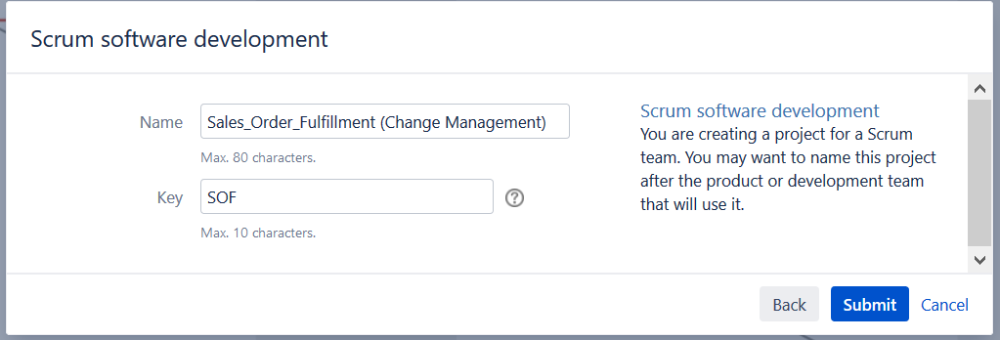 Scrum software development
Name
Sales_Order_Fulfillment (Change Management)
Max. 80 characters.
Key
SOF
?
Max. 10 characters.
Scrum software development
You are creating a project for a Scrum
team. You may want to name this project
after the product or development team
that will use it.
Back
Submit
Cancel